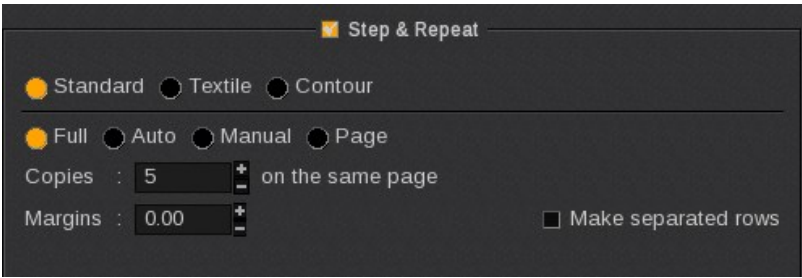 Step & Repeat
Standard Textile Contour
Full Auto Manual Page
Copies : 5 on the same page
Margins : 0.00 Make separated rows